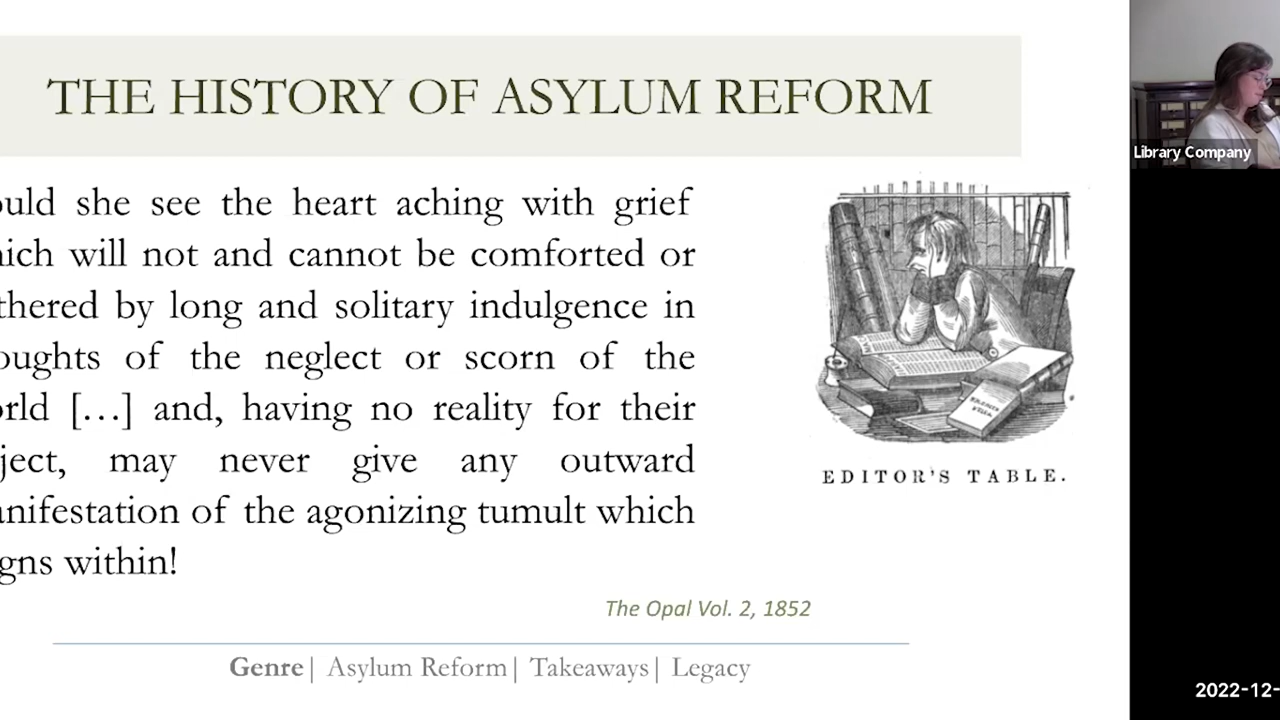 THE HISTORY OF ASYLUM REFORM
ould she see the heart aching with grief
hich will not and cannot be comforted or
thered by long and solitary indulgence in
oughts of the neglect or scorn of the
orld […] and, having no reality for their
ject, may never give any outward
anifestation of the agonizing tumult which
gns within!
EDITOR'S TABLE.
The Opal Vol. 2, 1852
Genre| Asylum Reform| Takeaways| Legacy
Library Company
2022-12-